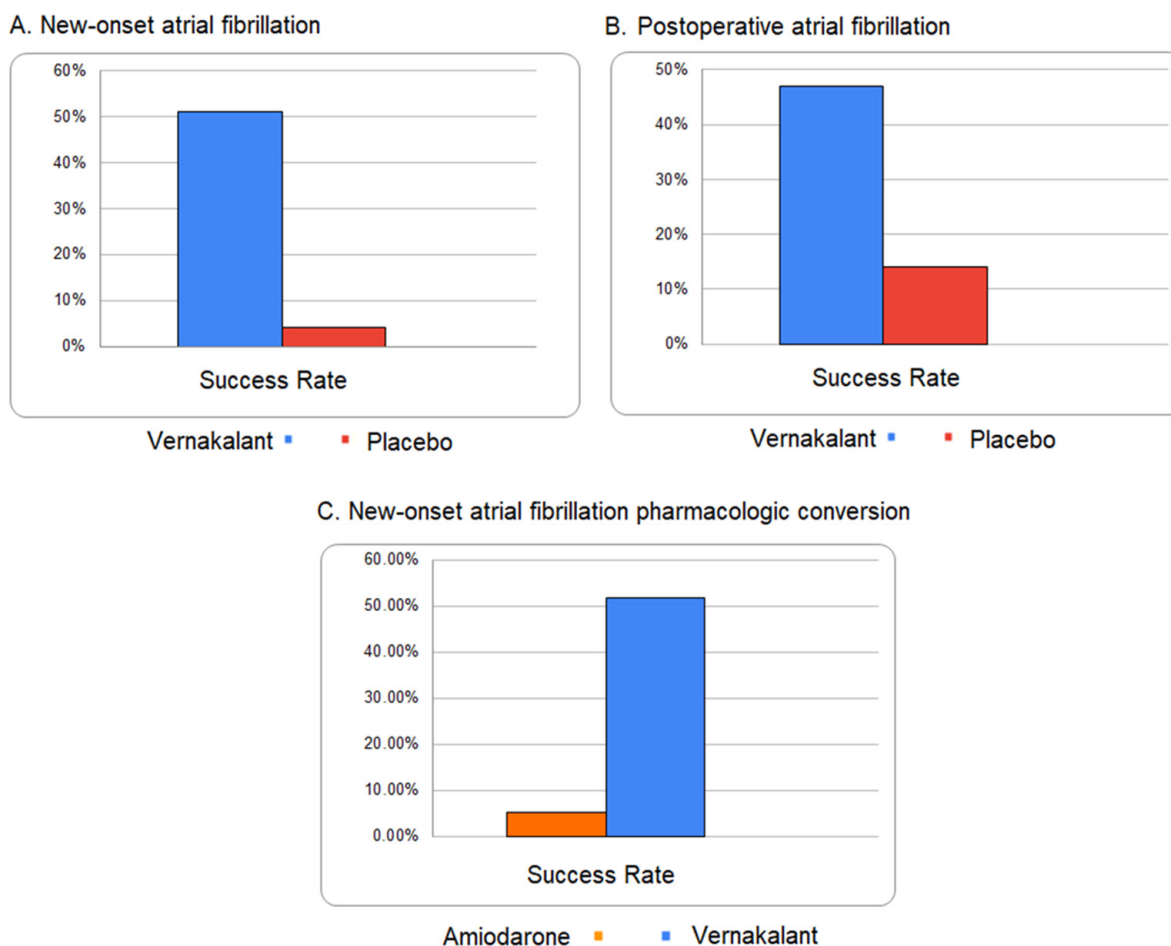 A. New-onset atrial fibrillation
60%
50%
40%
30%
20%
10%
0%
Success Rate
Vernakalant Placebo
B. Postoperative atrial fibrillation
50%
40%
30%
20%
10%
0%
Success Rate
Vernakalant Placebo
C. New-onset atrial fibrillation pharmacologic conversion
60.00%
50.00%
40.00%
30.00%
20.00%
10.00%
0.00%
Success Rate
Amiodarone Vernakalant